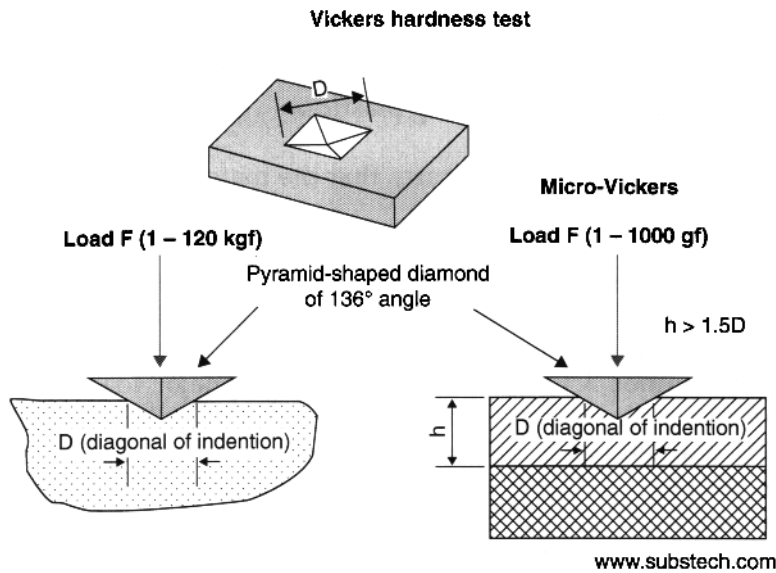 Vickers hardness test
D
Micro-Vickers
Load F (1 – 120 kgf)
Load F (1 – 1000 gf)
Pyramid-shaped diamond
of 136° angle
h > 1.5D
D (diagonal of indention)
h
D (diagonal of indention)
www.substech.com